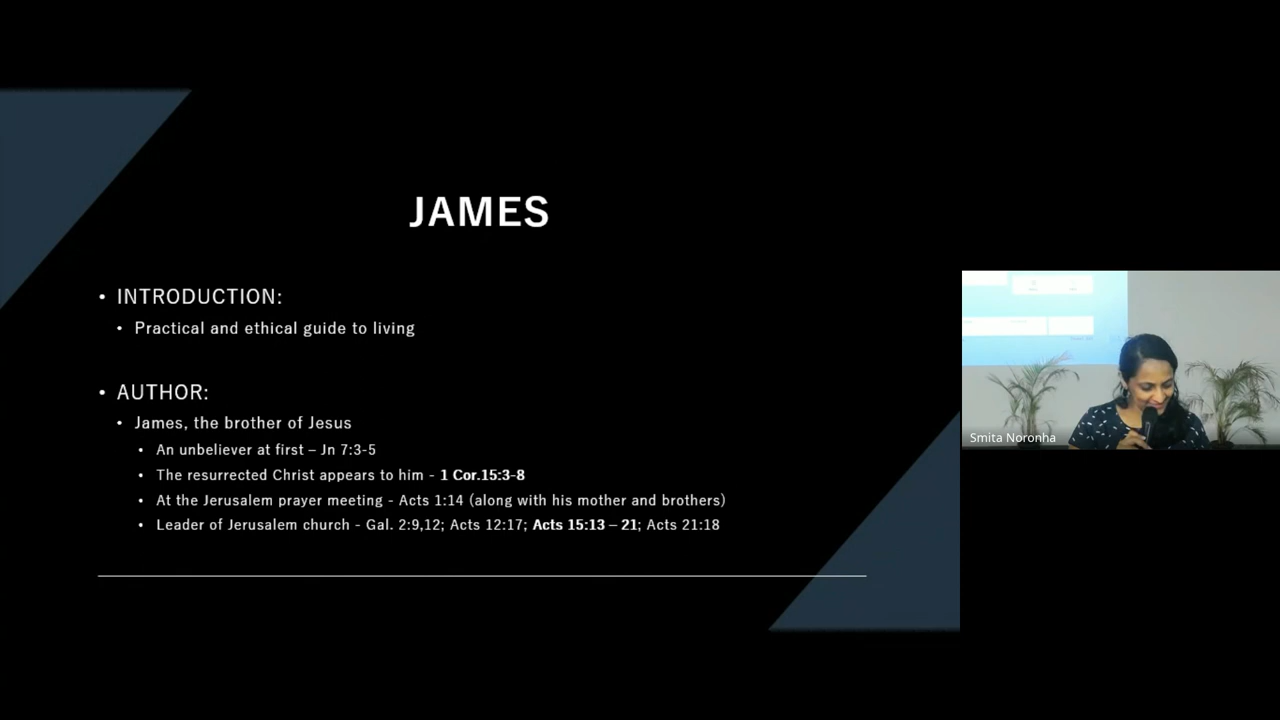 JAMES
• INTRODUCTION:
• Practical and ethical guide to living
• AUTHOR:
• James, the brother of Jesus
• An unbeliever at first – Jn 7:3-5
• The resurrected Christ appears to him - 1 Cor.15:3-8
• At the Jerusalem prayer meeting - Acts 1:14 (along with his mother and brothers)
• Leader of Jerusalem church - Gal. 2:9,12; Acts 12:17; Acts 15:13 – 21; Acts 21:18
Smita Noronha